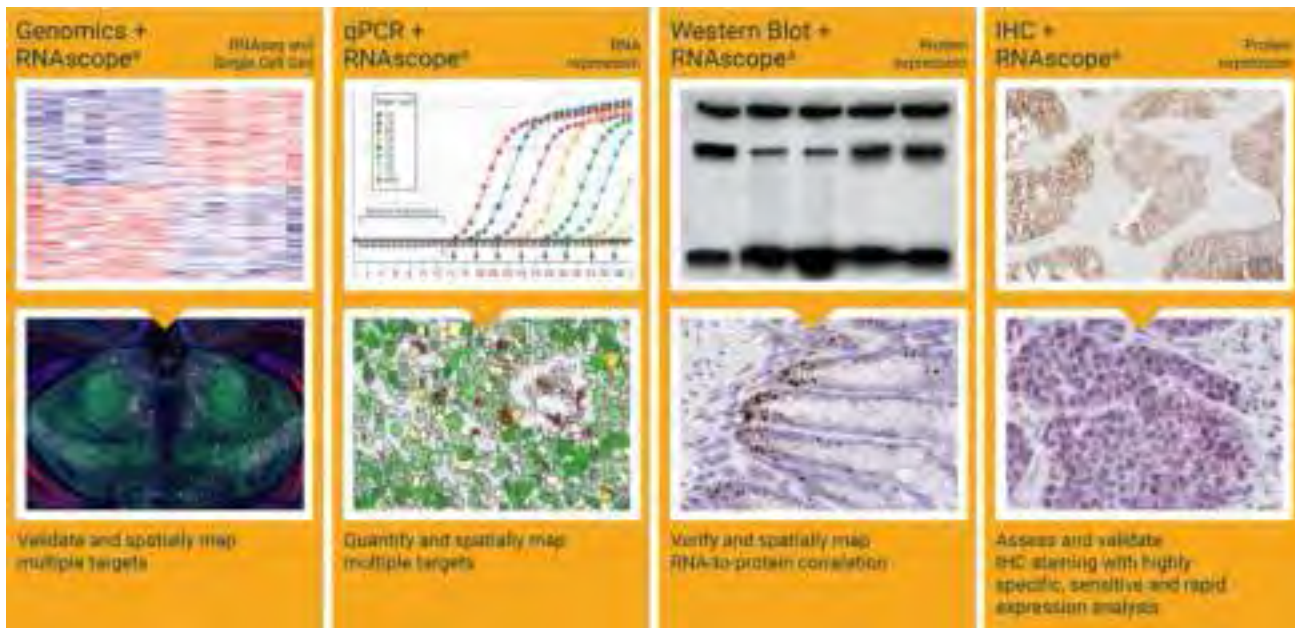 Genomics +
RNAscope®
RNAseq and
Single Cell Seq
qPCR +
RNAscope®
RNA
expression
Western Blot +
RNAscope®
Protein
expression
IHC +
RNAscope®
Protein
expression
Validate and spatially map
multiple targets
Quantify and spatially map
multiple targets
Verify and spatially map
RNA-to-protein correlation
Assess and validate
IHC staining with highly
specific, sensitive and rapid
expression analysis